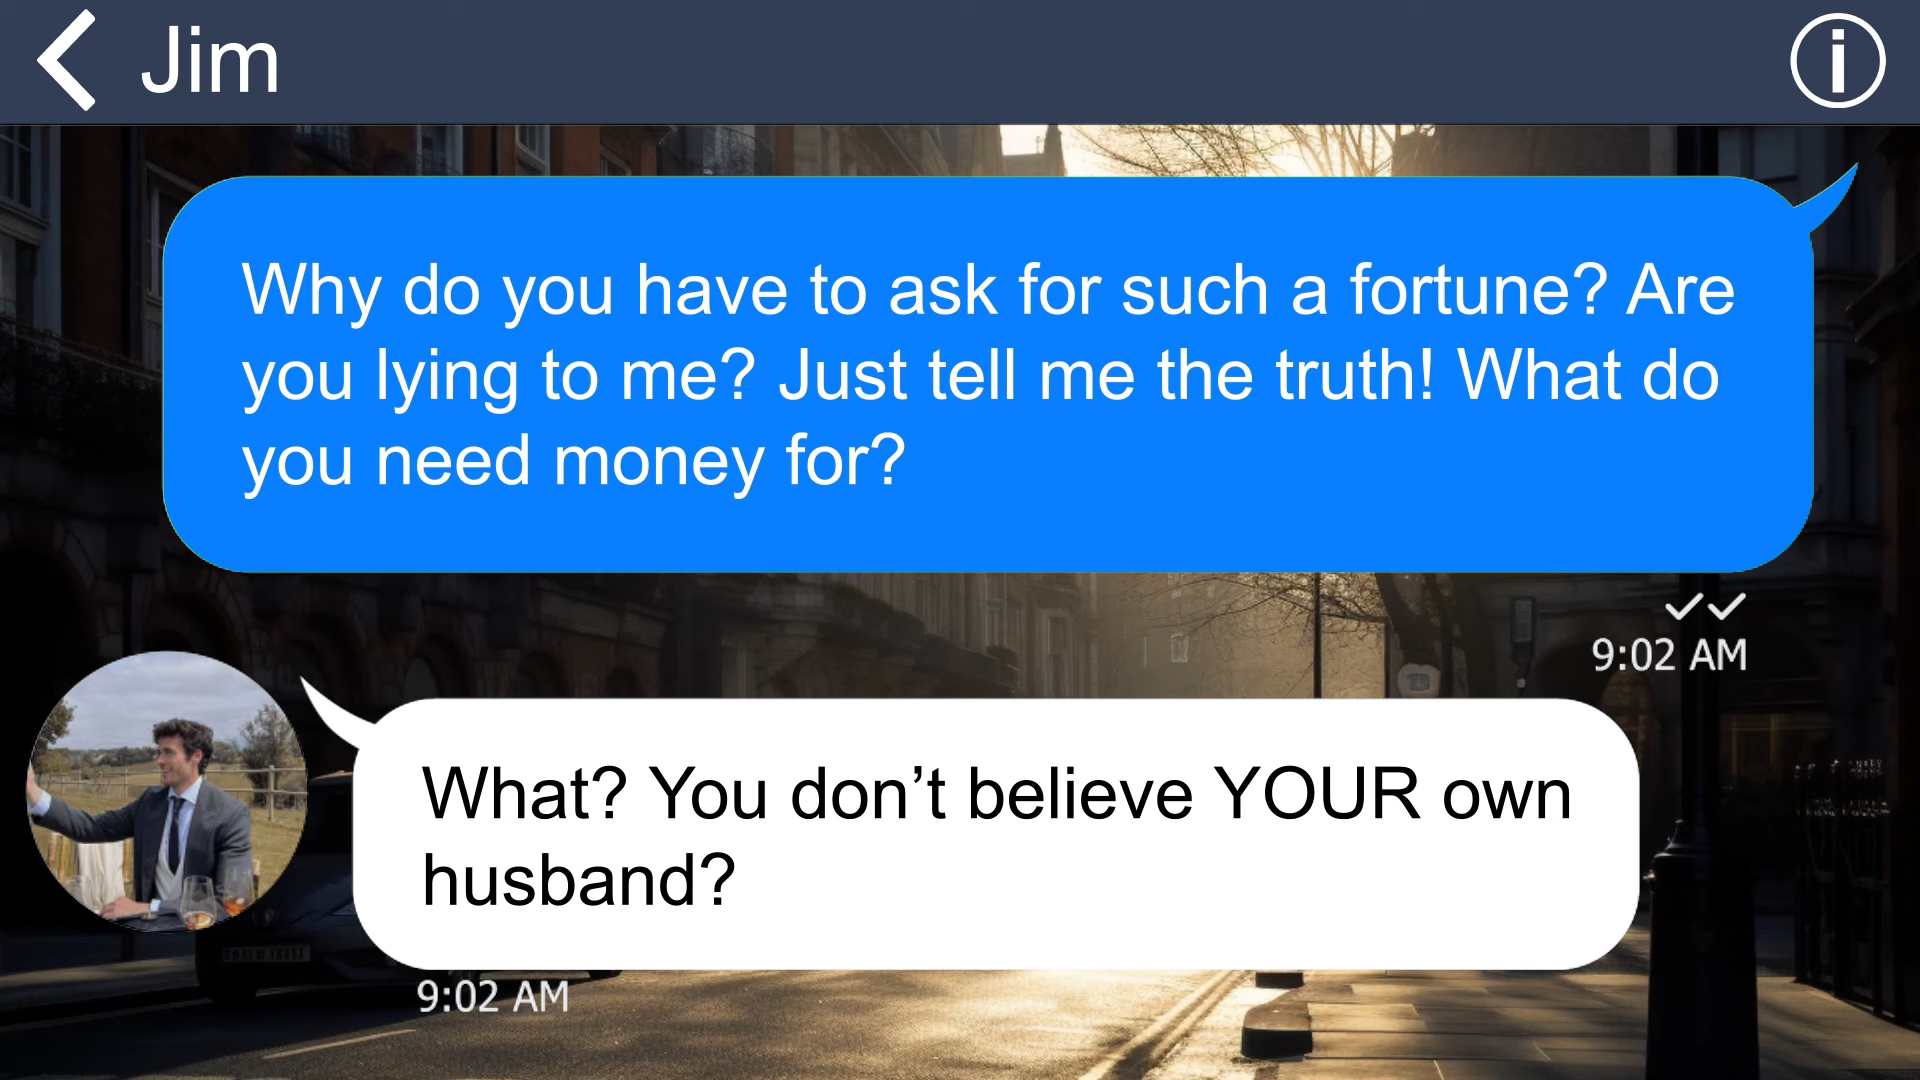 Jim
Why do you have to ask for such a fortune? Are
you lying to me? Just tell me the truth! What do
you need money for?
9:02 AM
What? You don’t believe YOUR own
husband?
9:02 AM